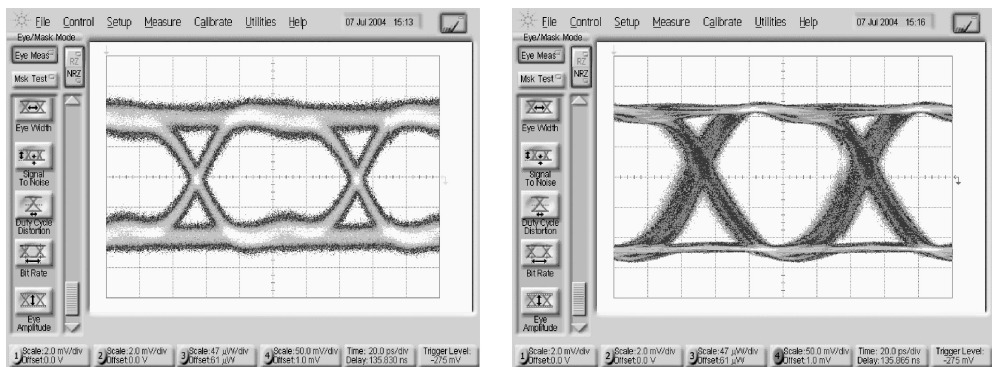 File Control Setup Measure Calibrate Utilities Help 07 Jul 2004 15:13
Eye/Mask Mode
Eye Meas
RZ
NRZ
Msk Test
Eye Width
Signal
To Noise
Duty Cycle
Distortion
Bit Rate
Eye
Amplitude
1 Scale:2.0 mV/div 2 Scale:2.0 mV/div 3 Scale:47 µW/div 4 Scale:50.0 mV/div Time: 20.0 ps/div Trigger Level:
Offset:0.0 V Offset:0.0 V Offset:61 µW Offset:1.0 mV Delay:135.830 ns -275 mV
File Control Setup Measure Calibrate Utilities Help 07 Jul 2004 15:16
Eye/Mask Mode
Eye Meas
RZ
NRZ
Msk Test
Eye Width
Signal
To Noise
Duty Cycle
Distortion
Bit Rate
Eye
Amplitude
1 Scale:2.0 mV/div 2 Scale:2.0 mV/div 3 Scale:47 µW/div 4 Scale:50.0 mV/div Time: 20.0 ps/div Trigger Level:
Offset:0.0 V Offset:0.0 V Offset:61 µW Offset:1.0 mV Delay:135.865 ns -275 mV